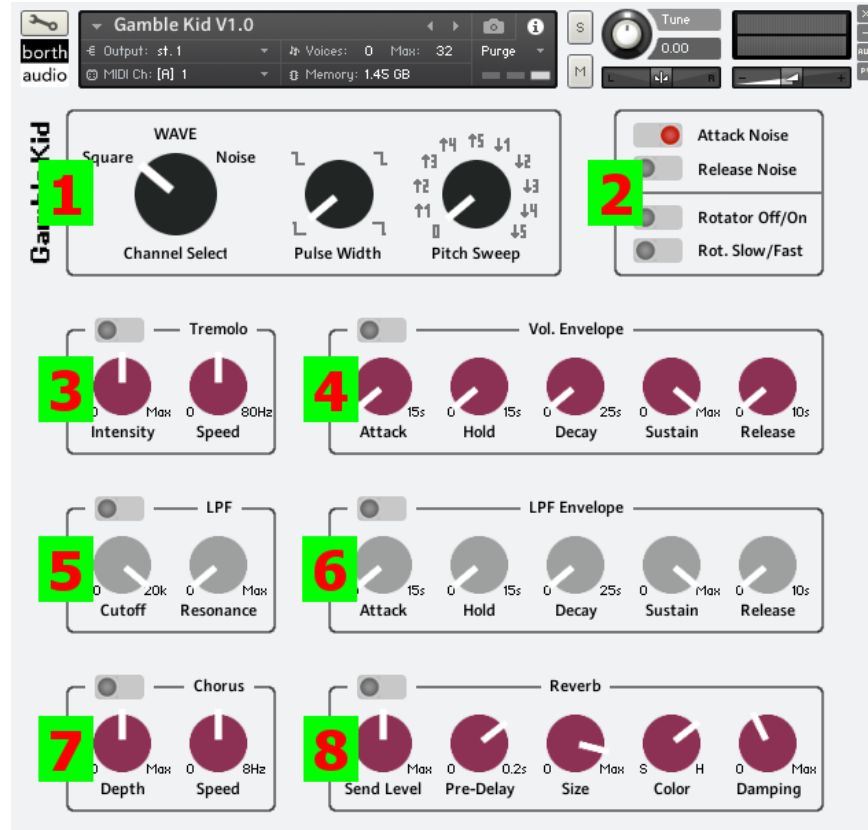 Gamble Kid V1.0
S
Tune
borth
audio
Output: st.1
Voices: 0 Max: 32
Purge
0.00
MIDI Ch: [A] 1
Memory: 1.45 GB
M
L
R
-
+
AU
PV
Gamble Kid
1
WAVE
Square
Noise
Channel Select
Pulse Width
0
↑1
↑2
↑3
↑4
↑5
↓1
↓2
↓3
↓4
↓5
Pitch Sweep
2
Attack Noise
Release Noise
Rotator Off/On
Rot. Slow/Fast
Tremolo
3
0 Max
0 80Hz
Intensity Speed
Vol. Envelope
4
15s
0 15s
0 25s
0 Max
0 10s
Attack Hold Decay Sustain Release
LPF
5
0 20k
0 Max
Cutoff Resonance
LPF Envelope
6
15s
0 15s
0 25s
0 Max
0 10s
Attack Hold Decay Sustain Release
Chorus
7
0 Max
0 8Hz
Depth Speed
Reverb
8
Max
0 0.2s
0 Max
S H
0 Max
Send Level Pre-Delay Size Color Damping